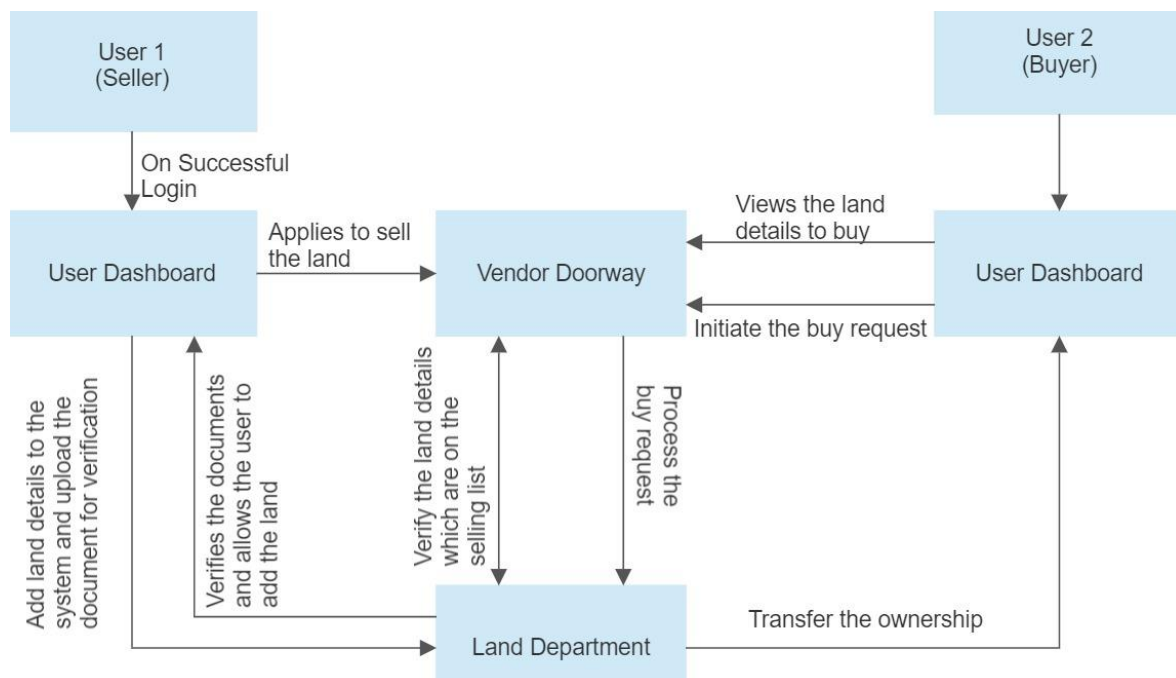 User 1
(Seller)
User 2
(Buyer)
On Successful
Login
User Dashboard
Applies to sell
the land
Vendor Doorway
Views the land
details to buy
User Dashboard
Initiate the buy request
Add land details to the
system and upload the
document for verification
Verifies the documents
and allows the user to
add the land
Verify the land details
which are on the
selling list
Process the
buy request
Land Department
Transfer the ownership